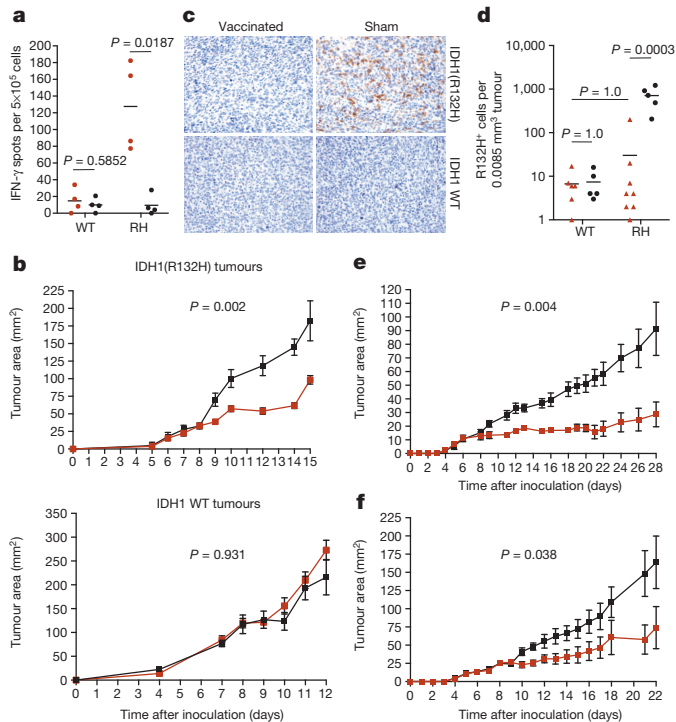 a
IFN-γ spots per 5×10⁵ cells
200
180
160
140
120
100
80
60
40
20
0
P = 0.0187
P = 0.5852
WT RH
c
Vaccinated Sham
IDH1(R132H)
IDH1 WT
d
R132H⁺ cells per
0.0085 mm³ tumour
10,000
1,000
100
10
1
P = 0.0003
P = 1.0
P = 1.0
WT RH
b
IDH1(R132H) tumours
Tumour area (mm²)
225
200
175
150
125
100
75
50
25
0
P = 0.002
0 1 2 3 4 5 6 7 8 9 10 11 12 13 14 15
IDH1 WT tumours
Tumour area (mm²)
350
300
250
200
150
100
50
0
P = 0.931
0 1 2 3 4 5 6 7 8 9 10 11 12
Time after inoculation (days)
e
Tumour area (mm²)
120
110
100
90
80
70
60
50
40
30
20
10
0
P = 0.004
0 2 4 6 8 10 12 14 16 18 20 22 24 26 28
Time after inoculation (days)
f
Tumour area (mm²)
225
200
175
150
125
100
75
50
25
0
P = 0.038
0 2 4 6 8 10 12 14 16 18 20 22
Time after inoculation (days)